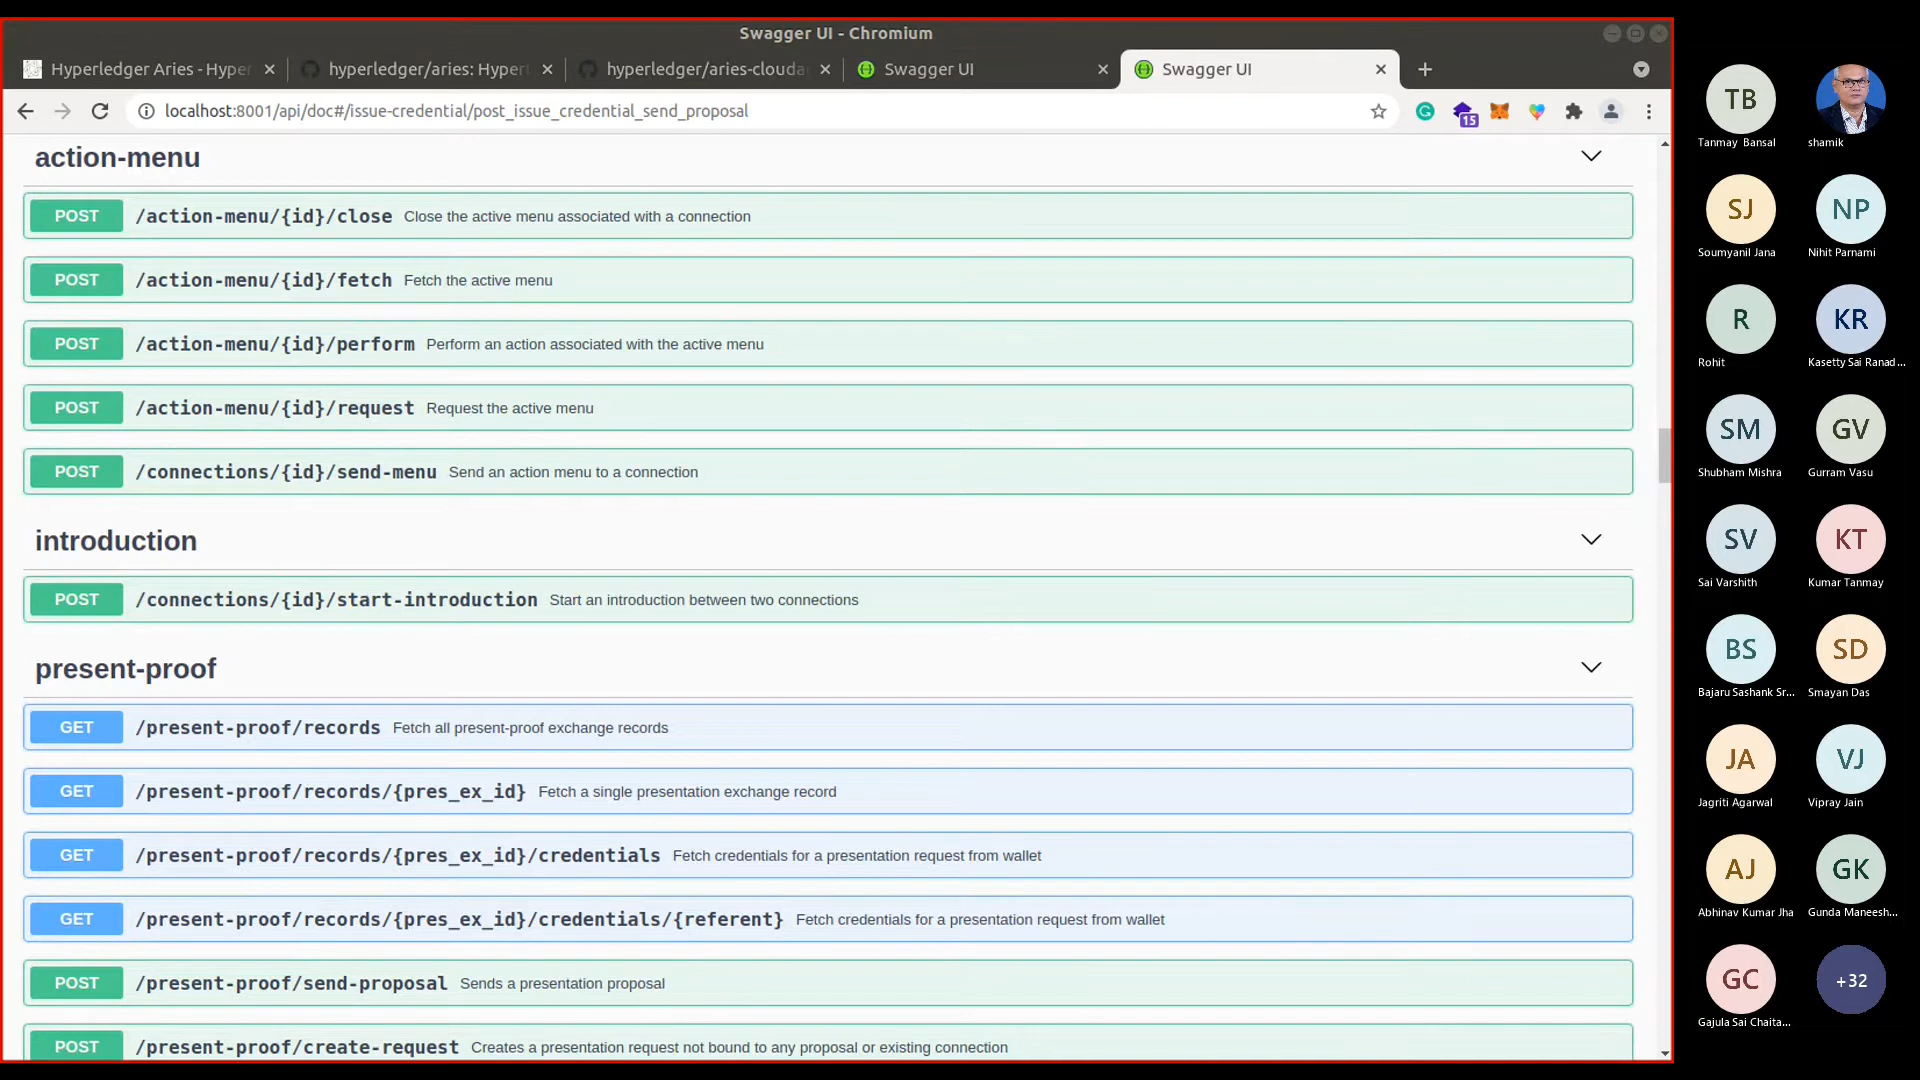 Swagger UI - Chromium
Hyperledger Aries - Hyper
hyperledger/aries: Hyperl
hyperledger/aries-clouda
Swagger UI
Swagger UI
localhost:8001/api/doc#/issue-credential/post_issue_credential_send_proposal
15
action-menu
POST /action-menu/{id}/close Close the active menu associated with a connection
POST /action-menu/{id}/fetch Fetch the active menu
POST /action-menu/{id}/perform Perform an action associated with the active menu
POST /action-menu/{id}/request Request the active menu
POST /connections/{id}/send-menu Send an action menu to a connection
introduction
POST /connections/{id}/start-introduction Start an introduction between two connections
present-proof
GET /present-proof/records Fetch all present-proof exchange records
GET /present-proof/records/{pres_ex_id} Fetch a single presentation exchange record
GET /present-proof/records/{pres_ex_id}/credentials Fetch credentials for a presentation request from wallet
GET /present-proof/records/{pres_ex_id}/credentials/{referent} Fetch credentials for a presentation request from wallet
POST /present-proof/send-proposal Sends a presentation proposal
POST /present-proof/create-request Creates a presentation request not bound to any proposal or existing connection
TB
Tanmay Bansal
shamik
SJ
Soumyanil Jana
NP
Nihit Parnami
R
Rohit
KR
Kasetty Sai Ranad...
SM
Shubham Mishra
GV
Gurram Vasu
SV
Sai Varshith
KT
Kumar Tanmay
BS
Bajaru Sashank Sr...
SD
Smayan Das
JA
Jagriti Agarwal
VJ
Vipray Jain
AJ
Abhinav Kumar Jha
GK
Gunda Maneesh...
GC
Gajula Sai Chaita...
+32